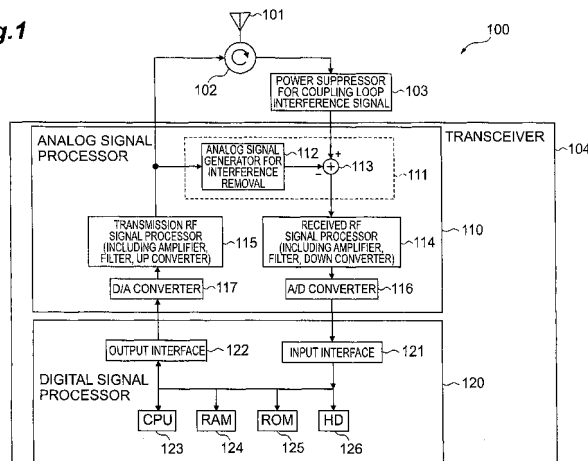 g.1
101
100
102
POWER SUPPRESSOR
FOR COUPLING LOOP
INTERFERENCE SIGNAL
103
ANALOG SIGNAL
PROCESSOR
TRANSCEIVER
104
ANALOG SIGNAL
GENERATOR FOR
INTERFERENCE
REMOVAL
112
+
−
113
111
TRANSMISSION RF
SIGNAL PROCESSOR
(INCLUDING AMPLIFIER,
FILTER, UP CONVERTER)
115
RECEIVED RF
SIGNAL PROCESSOR
(INCLUDING AMPLIFIER,
FILTER, DOWN CONVERTER)
114
110
D/A CONVERTER
117
A/D CONVERTER
116
OUTPUT INTERFACE
122
INPUT INTERFACE
121
DIGITAL SIGNAL
PROCESSOR
120
CPU
RAM
ROM
HD
123
124
125
126